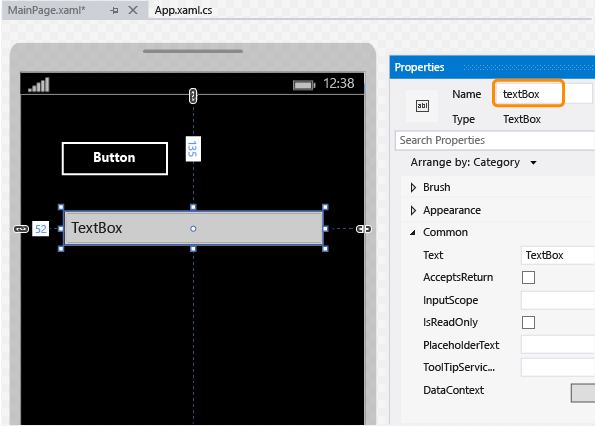 MainPage.xaml*
App.xaml.cs
12:38
Button
135
52
TextBox
Properties
Name
textBox
Type
TextBox
Search Properties
Arrange by: Category
Brush
Appearance
Common
Text
TextBox
AcceptsReturn
InputScope
IsReadOnly
PlaceholderText
ToolTipServic...
DataContext